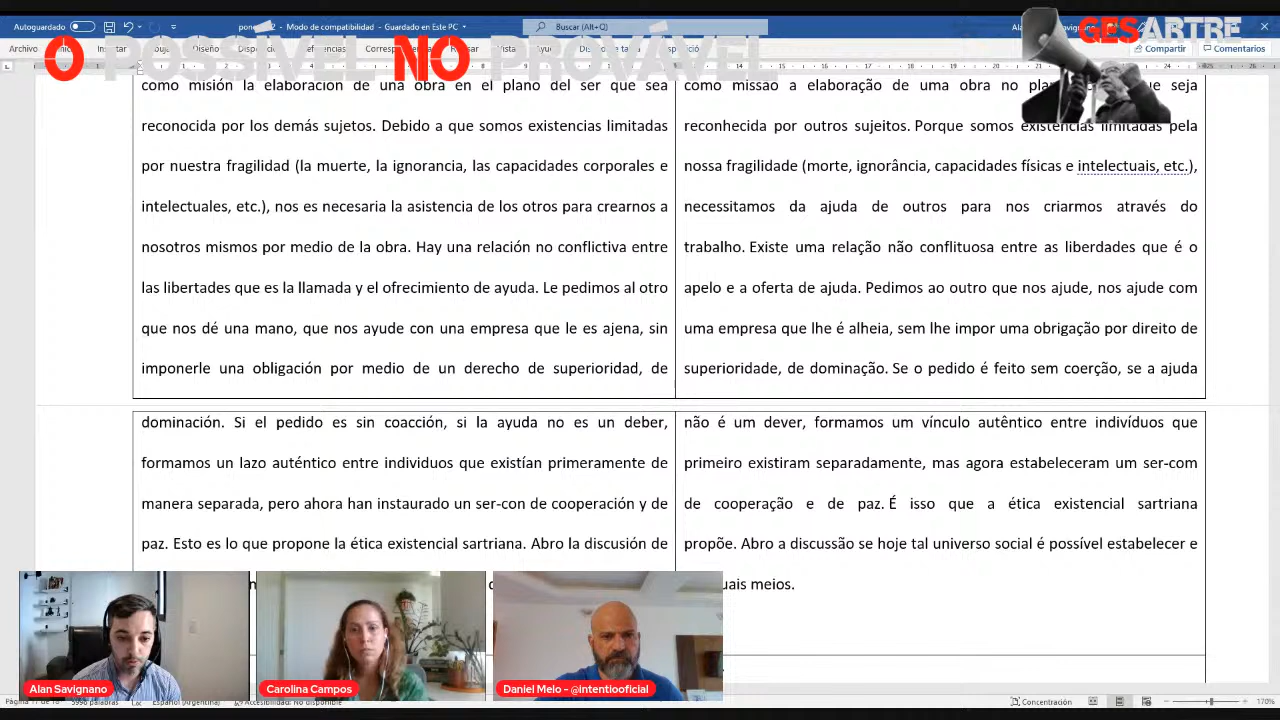 Autoguardado
Modo de compatibilidad • Guardado en Este PC
Buscar (Alt+Q)
GESARTRE
Archivo
Compartir
Comentarios
O POSSÍVEL NO PROVÁVEL
como misión la elaboración de una obra en el plano del ser que sea
reconocida por los demás sujetos. Debido a que somos existencias limitadas
por nuestra fragilidad (la muerte, la ignorancia, las capacidades corporales e
intelectuales, etc.), nos es necesaria la asistencia de los otros para crearnos a
nosotros mismos por medio de la obra. Hay una relación no conflictiva entre
las libertades que es la llamada y el ofrecimiento de ayuda. Le pedimos al otro
que nos dé una mano, que nos ayude con una empresa que le es ajena, sin
imponerle una obligación por medio de un derecho de superioridad, de
dominación. Si el pedido es sin coacción, si la ayuda no es un deber,
formamos un lazo auténtico entre individuos que existían primeramente de
manera separada, pero ahora han instaurado un ser-con de cooperación y de
paz. Esto es lo que propone la ética existencial sartriana. Abro la discusión de
como missão a elaboração de uma obra no seja
reconhecida por outros sujeitos. Porque somos existências limitadas pela
nossa fragilidade (morte, ignorância, capacidades físicas e intelectuais, etc.),
necessitamos da ajuda de outros para nos criarmos através do
trabalho. Existe uma relação não conflituosa entre as liberdades que é o
apelo e a oferta de ajuda. Pedimos ao outro que nos ajude, nos ajude com
uma empresa que lhe é alheia, sem lhe impor uma obrigação por direito de
superioridade, de dominação. Se o pedido é feito sem coerção, se a ajuda
não é um dever, formamos um vínculo autêntico entre indivíduos que
primeiro existiram separadamente, mas agora estabeleceram um ser-com
de cooperação e de paz. É isso que a ética existencial sartriana
propõe. Abro a discussão se hoje tal universo social é possível estabelecer e
meios.
Alan Savignano
Carolina Campos
Daniel Melo - @intentiooficial
Español (Argentina)
Concentración
170%